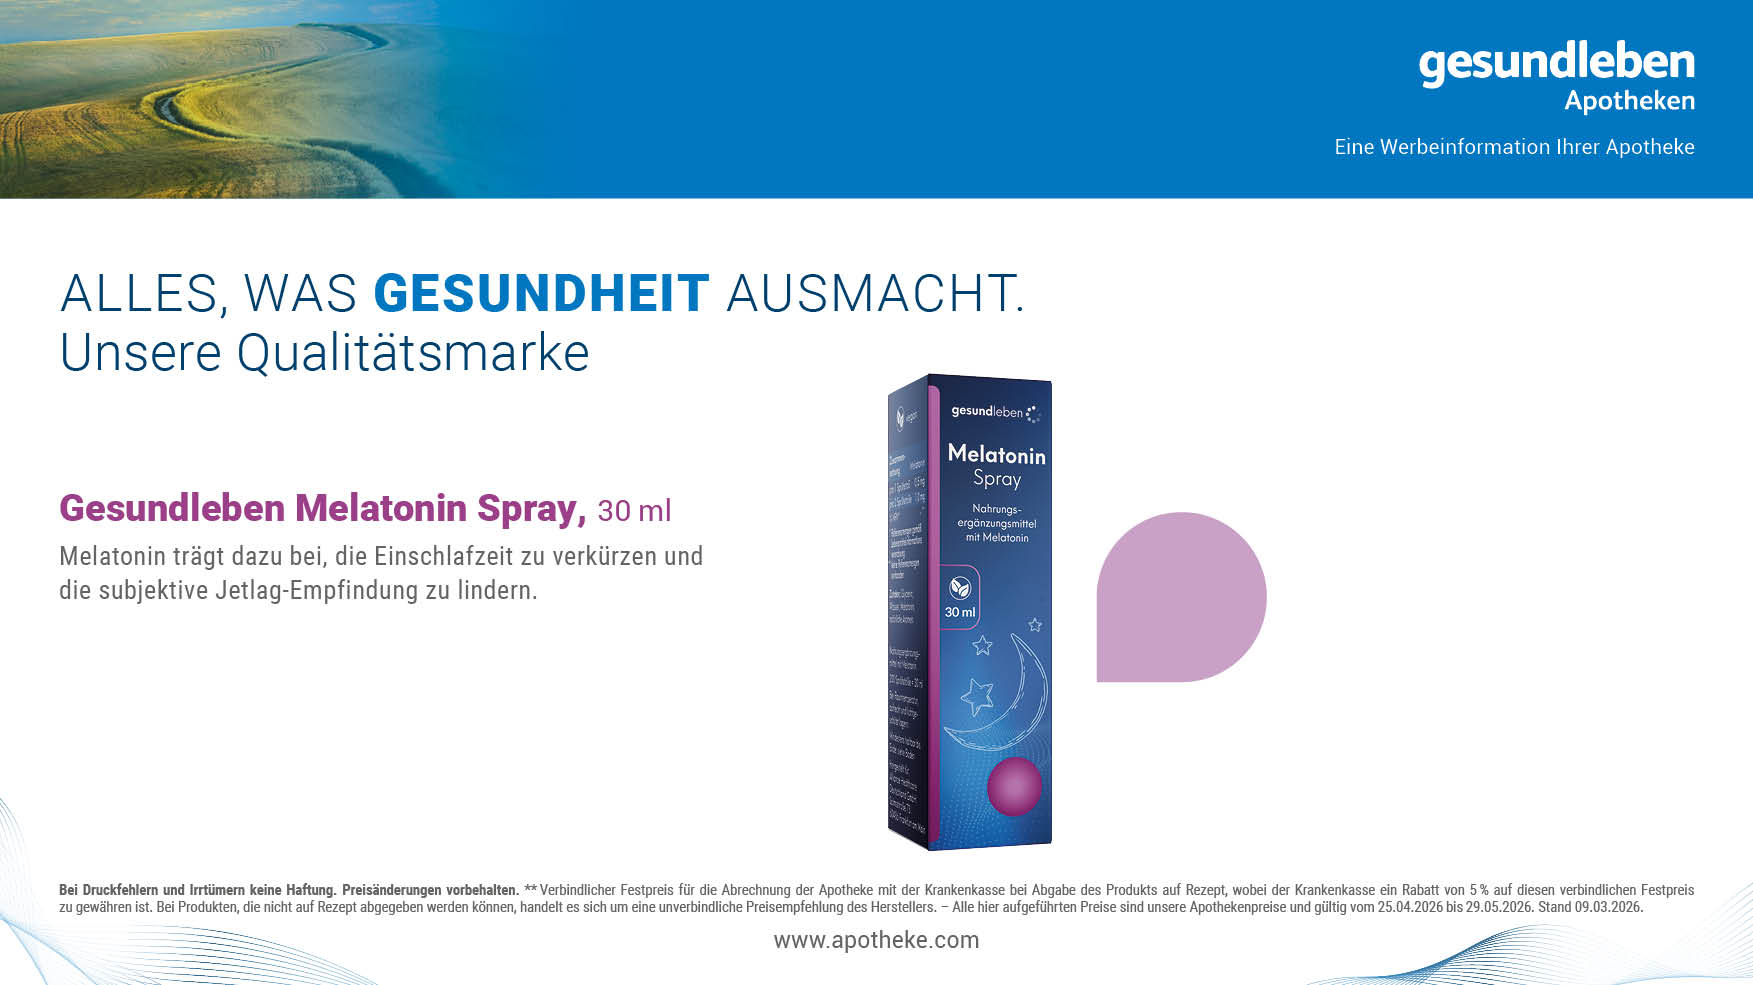 gesundleben
Apotheken
Eine Werbeinformation Ihrer Apotheke
ALLES, WAS GESUNDHEIT AUSMACHT.
Unsere Qualitätsmarke
Gesundleben Melatonin Spray, 30 ml
Melatonin trägt dazu bei, die Einschlafzeit zu verkürzen und
die subjektive Jetlag-Empfindung zu lindern.
vegan
gesundleben
Melatonin
Spray
Nahrungs-
ergänzungsmittel
mit Melatonin
30 ml
Bei Druckfehlern und Irrtümern keine Haftung. Preisänderungen vorbehalten. ** Verbindlicher Festpreis für die Abrechnung der Apotheke mit der Krankenkasse bei Abgabe des Produkts auf Rezept, wobei der Krankenkasse ein Rabatt von 5 % auf diesen verbindlichen Festpreis
zu gewähren ist. Bei Produkten, die nicht auf Rezept abgegeben werden können, handelt es sich um eine unverbindliche Preisempfehlung des Herstellers. – Alle hier aufgeführten Preise sind unsere Apothekenpreise und gültig vom 25.04.2026 bis 29.05.2026. Stand 09.03.2026.
www.apotheke.com